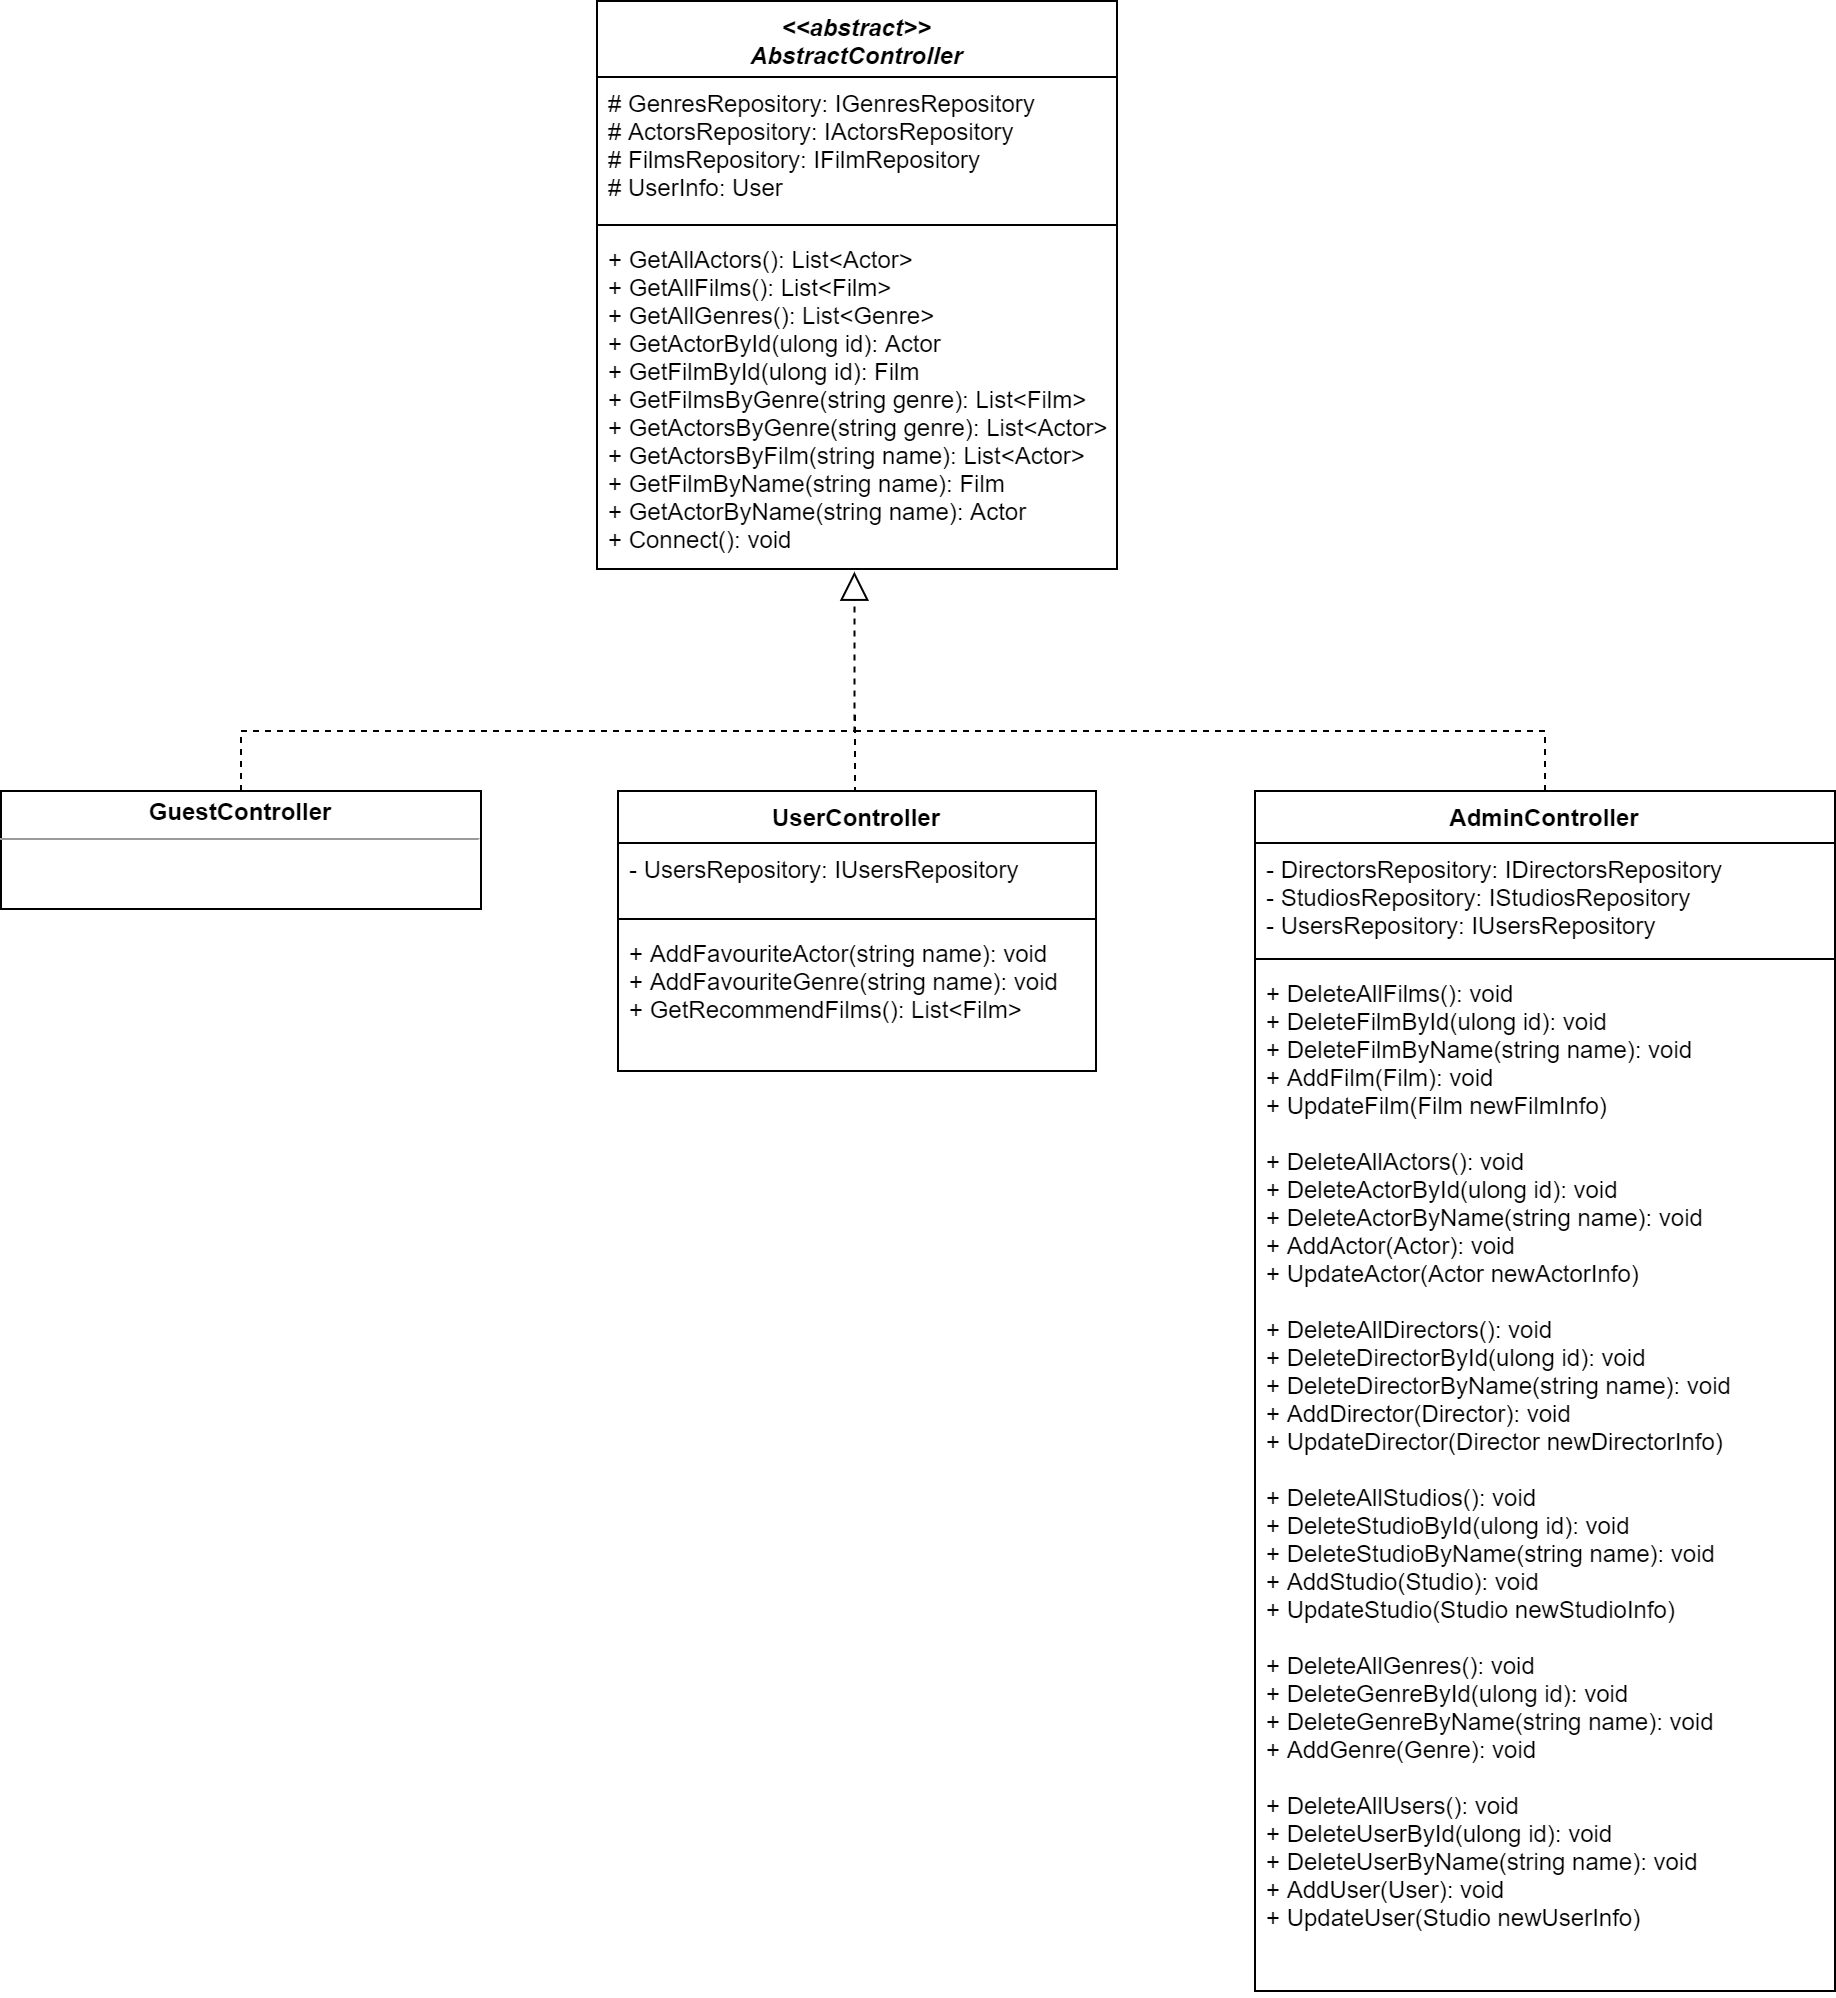 <<abstract>>
AbstractController
# GenresRepository: IGenresRepository
# ActorsRepository: IActorsRepository
# FilmsRepository: IFilmRepository
# UserInfo: User
+ GetAllActors(): List<Actor>
+ GetAllFilms(): List<Film>
+ GetAllGenres(): List<Genre>
+ GetActorById(ulong id): Actor
+ GetFilmById(ulong id): Film
+ GetFilmsByGenre(string genre): List<Film>
+ GetActorsByGenre(string genre): List<Actor>
+ GetActorsByFilm(string name): List<Actor>
+ GetFilmByName(string name): Film
+ GetActorByName(string name): Actor
+ Connect(): void
GuestController
UserController
- UsersRepository: IUsersRepository
+ AddFavouriteActor(string name): void
+ AddFavouriteGenre(string name): void
+ GetRecommendFilms(): List<Film>
AdminController
- DirectorsRepository: IDirectorsRepository
- StudiosRepository: IStudiosRepository
- UsersRepository: IUsersRepository
+ DeleteAllFilms(): void
+ DeleteFilmById(ulong id): void
+ DeleteFilmByName(string name): void
+ AddFilm(Film): void
+ UpdateFilm(Film newFilmInfo)
+ DeleteAllActors(): void
+ DeleteActorById(ulong id): void
+ DeleteActorByName(string name): void
+ AddActor(Actor): void
+ UpdateActor(Actor newActorInfo)
+ DeleteAllDirectors(): void
+ DeleteDirectorById(ulong id): void
+ DeleteDirectorByName(string name): void
+ AddDirector(Director): void
+ UpdateDirector(Director newDirectorInfo)
+ DeleteAllStudios(): void
+ DeleteStudioById(ulong id): void
+ DeleteStudioByName(string name): void
+ AddStudio(Studio): void
+ UpdateStudio(Studio newStudioInfo)
+ DeleteAllGenres(): void
+ DeleteGenreById(ulong id): void
+ DeleteGenreByName(string name): void
+ AddGenre(Genre): void
+ DeleteAllUsers(): void
+ DeleteUserById(ulong id): void
+ DeleteUserByName(string name): void
+ AddUser(User): void
+ UpdateUser(Studio newUserInfo)